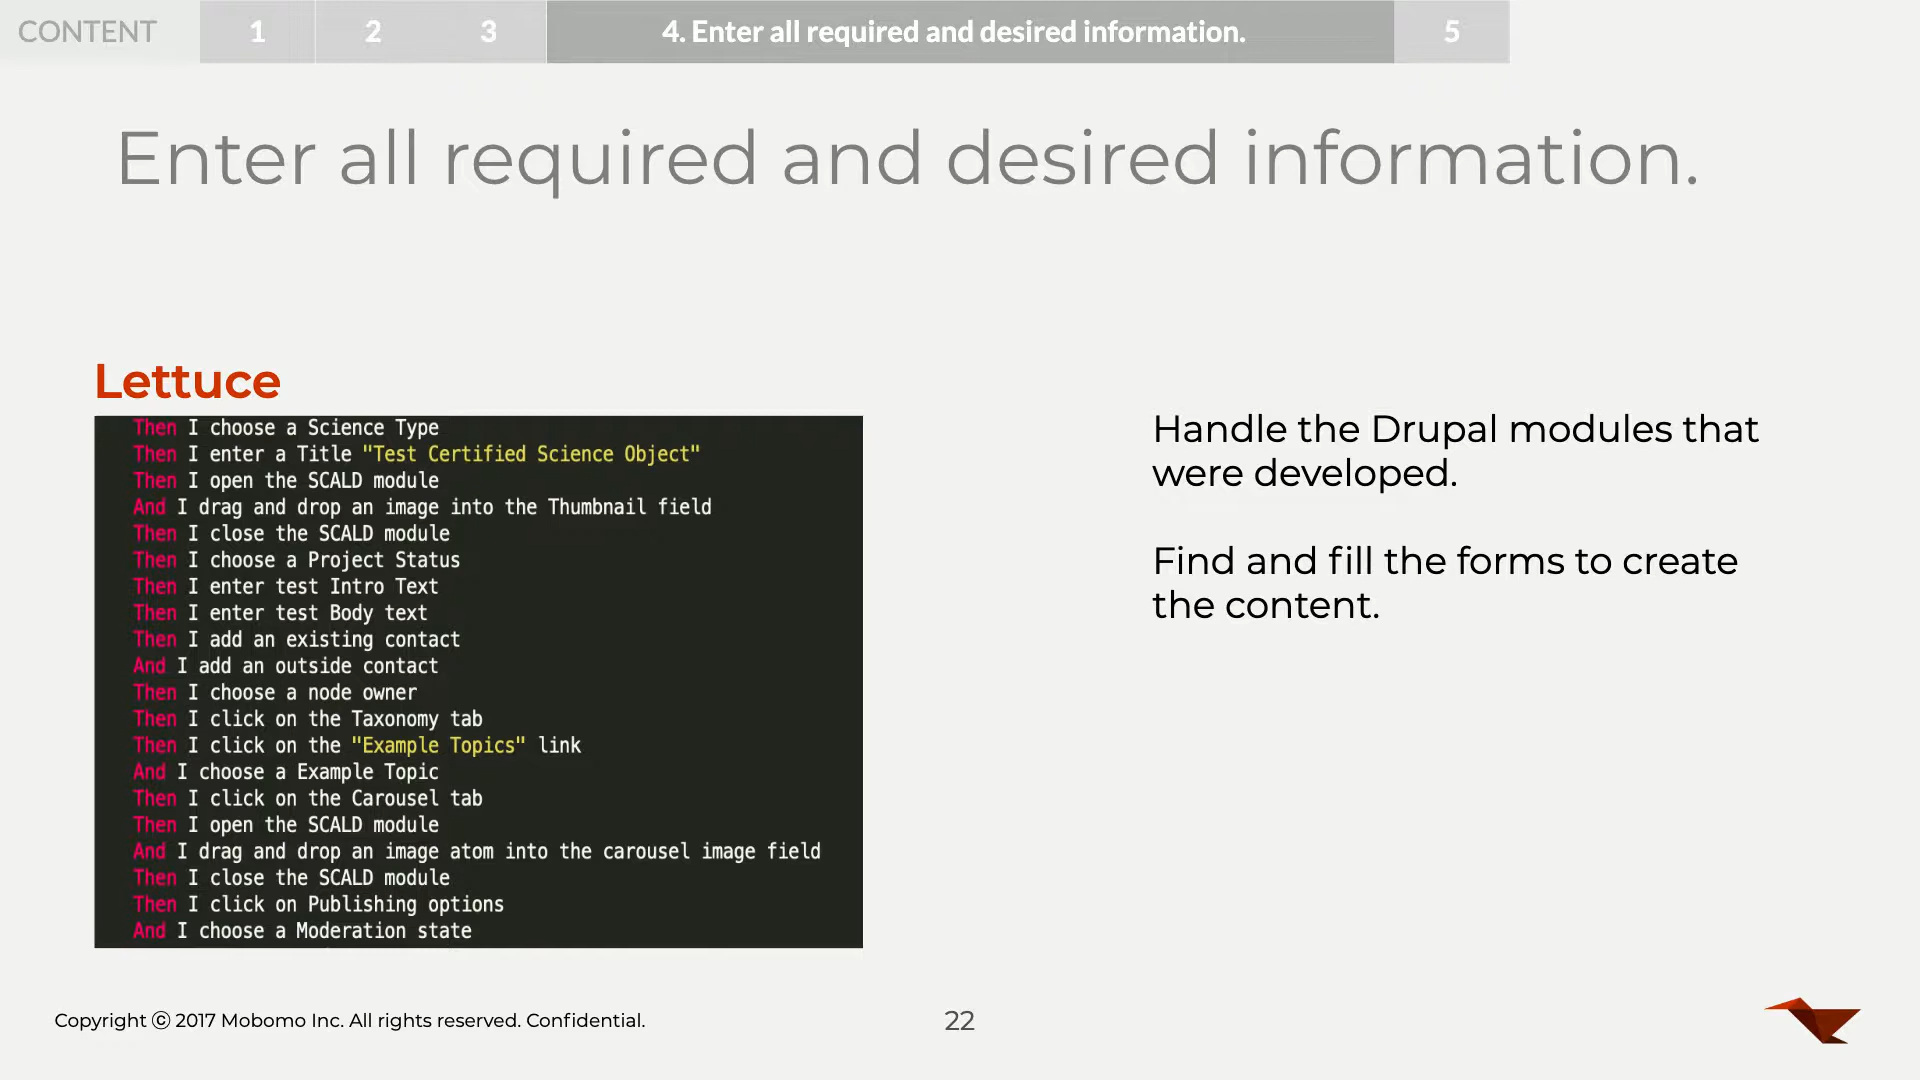 CONTENT 1 2 3 4. Enter all required and desired information. 5
Enter all required and desired information.
Lettuce
Then I choose a Science Type
Then I enter a Title "Test Certified Science Object"
Then I open the SCALD module
And I drag and drop an image into the Thumbnail field
Then I close the SCALD module
Then I choose a Project Status
Then I enter test Intro Text
Then I enter test Body text
Then I add an existing contact
And I add an outside contact
Then I choose a node owner
Then I click on the Taxonomy tab
Then I click on the "Example Topics" link
And I choose a Example Topic
Then I click on the Carousel tab
Then I open the SCALD module
And I drag and drop an image atom into the carousel image field
Then I close the SCALD module
Then I click on Publishing options
And I choose a Moderation state
Handle the Drupal modules that
were developed.
Find and fill the forms to create
the content.
Copyright ⓒ 2017 Mobomo Inc. All rights reserved. Confidential.
22